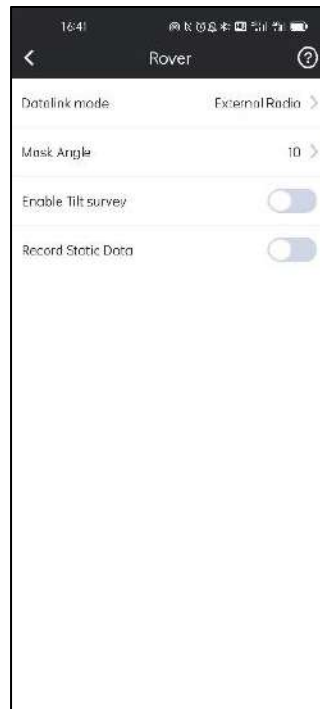 16:41
Rover
Datalink mode External Radio
Mask Angle 10
Enable Tilt survey
Record Static Data